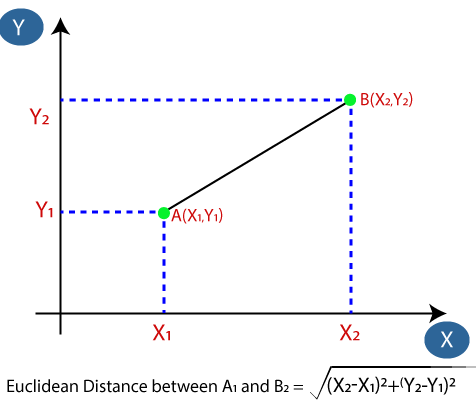 Y
Y₂
B(X₂,Y₂)
Y₁
A(X₁,Y₁)
X₁
X₂
X
Euclidean Distance between A₁ and B₂ = √(X₂-X₁)²+(Y₂-Y₁)²